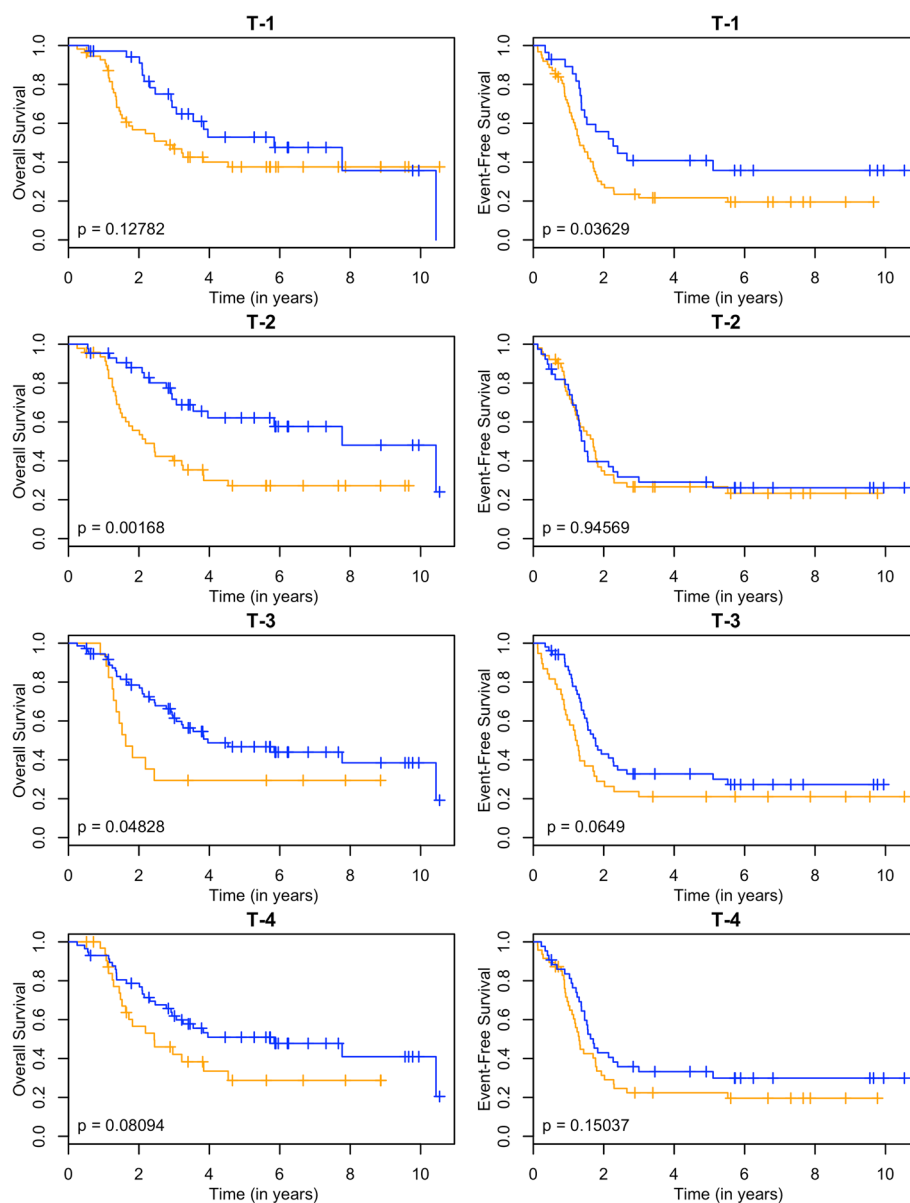 T-1
Overall Survival
0.0 0.2 0.4 0.6 0.8 1.0
p = 0.12782
0 2 4 6 8 10
Time (in years)
T-1
Event-Free Survival
0.0 0.2 0.4 0.6 0.8 1.0
p = 0.03629
0 2 4 6 8 10
Time (in years)
T-2
Overall Survival
0.0 0.2 0.4 0.6 0.8 1.0
p = 0.00168
0 2 4 6 8 10
Time (in years)
T-2
Event-Free Survival
0.0 0.2 0.4 0.6 0.8 1.0
p = 0.94569
0 2 4 6 8 10
Time (in years)
T-3
Overall Survival
0.0 0.2 0.4 0.6 0.8 1.0
p = 0.04828
0 2 4 6 8 10
Time (in years)
T-3
Event-Free Survival
0.0 0.2 0.4 0.6 0.8 1.0
p = 0.0649
0 2 4 6 8 10
Time (in years)
T-4
Overall Survival
0.0 0.2 0.4 0.6 0.8 1.0
p = 0.08094
0 2 4 6 8 10
Time (in years)
T-4
Event-Free Survival
0.0 0.2 0.4 0.6 0.8 1.0
p = 0.15037
0 2 4 6 8 10
Time (in years)